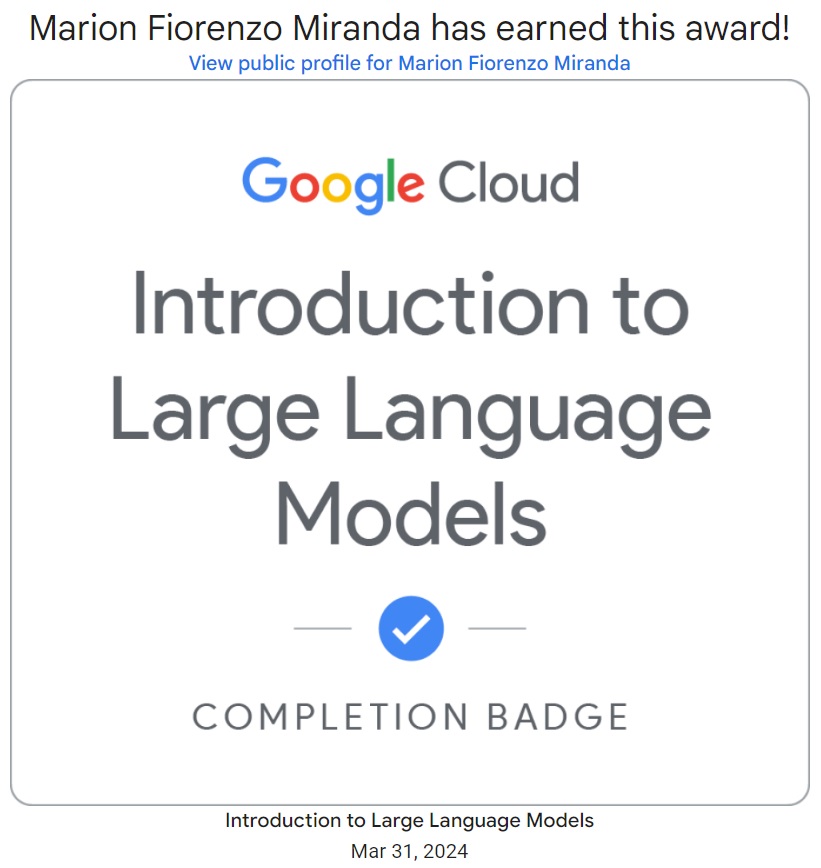 Marion Fiorenzo Miranda has earned this award!
View public profile for Marion Fiorenzo Miranda
Google Cloud
Introduction to
Large Language
Models
COMPLETION BADGE
Introduction to Large Language Models
Mar 31, 2024